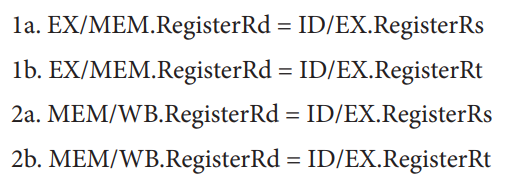 1a. EX/MEM.RegisterRd = ID/EX.RegisterRs
1b. EX/MEM.RegisterRd = ID/EX.RegisterRt
2a. MEM/WB.RegisterRd = ID/EX.RegisterRs
2b. MEM/WB.RegisterRd = ID/EX.RegisterRt